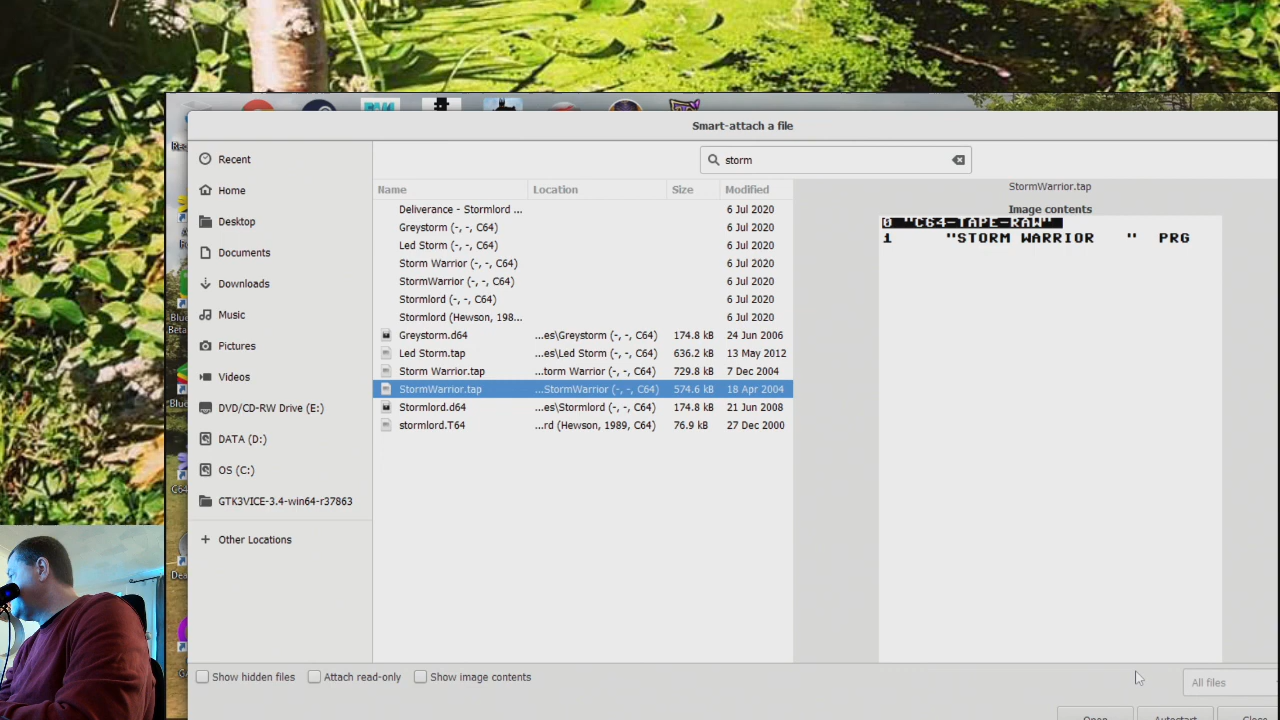 Smart-attach a file
Recent
Home
Desktop
Documents
Downloads
Music
Pictures
Videos
DVD/CD-RW Drive (E:)
DATA (D:)
OS (C:)
GTK3VICE-3.4-win64-r37863
Other Locations
storm
Name Location Size Modified
Deliverance - Stormlord ... 6 Jul 2020
Greystorm (-, -, C64) 6 Jul 2020
Led Storm (-, -, C64) 6 Jul 2020
Storm Warrior (-, -, C64) 6 Jul 2020
StormWarrior (-, -, C64) 6 Jul 2020
Stormlord (-, -, C64) 6 Jul 2020
Stormlord (Hewson, 198... 6 Jul 2020
Greystorm.d64 ...es\Greystorm (-, -, C64) 174.8 kB 24 Jun 2006
Led Storm.tap ...es\Led Storm (-, -, C64) 636.2 kB 13 May 2012
Storm Warrior.tap ...torm Warrior (-, -, C64) 729.8 kB 7 Dec 2004
StormWarrior.tap ...StormWarrior (-, -, C64) 574.6 kB 18 Apr 2004
Stormlord.d64 ...es\Stormlord (-, -, C64) 174.8 kB 21 Jun 2008
stormlord.T64 ...rd (Hewson, 1989, C64) 76.9 kB 27 Dec 2000
StormWarrior.tap
Image contents
0 "C64-TAPE-RAW"
1 "STORM WARRIOR " PRG
Show hidden files Attach read-only Show image contents
All files
Open Autostart Close